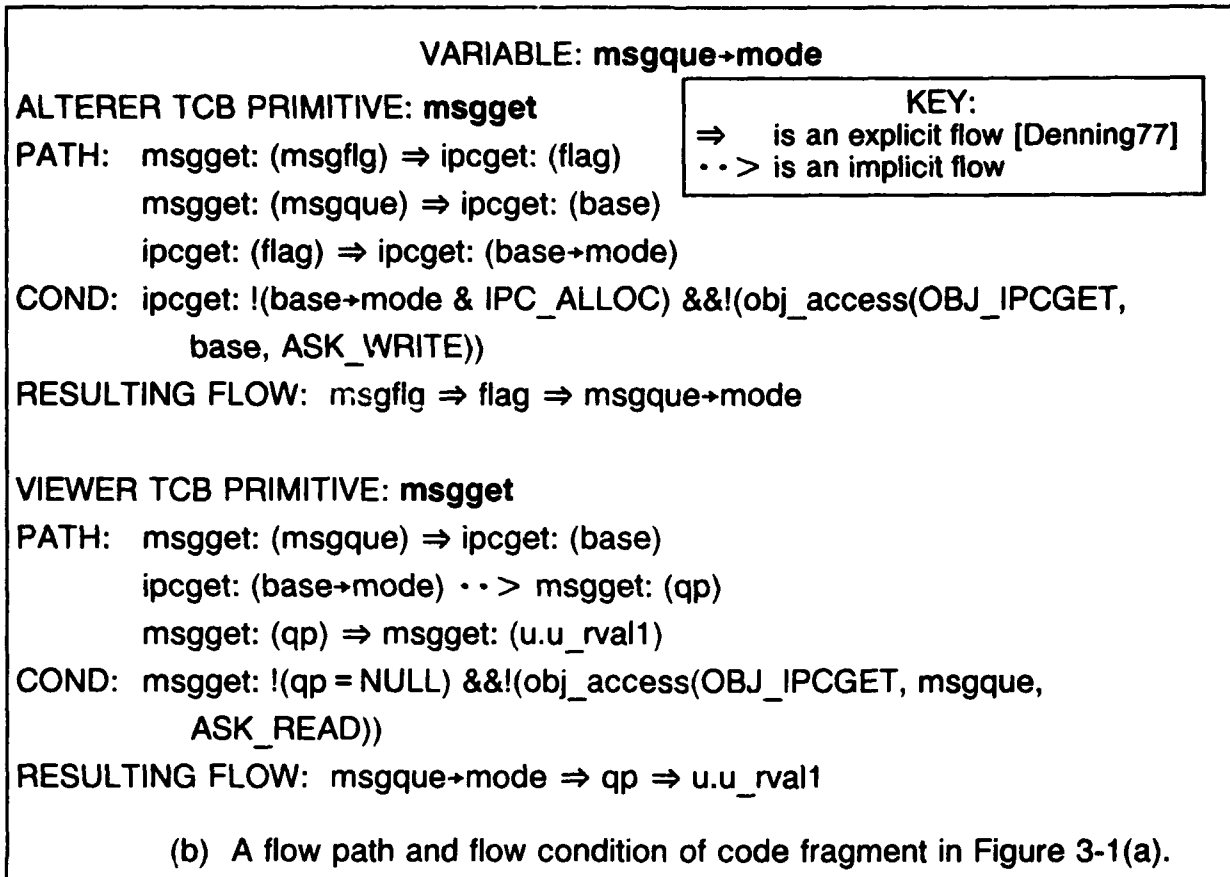 VARIABLE: msgque→mode
ALTERER TCB PRIMITIVE: msgget
KEY:
⇒ is an explicit flow [Denning77]
··> is an implicit flow
PATH: msgget: (msgflg) ⇒ ipcget: (flag)
msgget: (msgque) ⇒ ipcget: (base)
ipcget: (flag) ⇒ ipcget: (base→mode)
COND: ipcget: !(base→mode & IPC_ALLOC) &&!(obj_access(OBJ_IPCGET,
base, ASK_WRITE))
RESULTING FLOW: msgflg ⇒ flag ⇒ msgque→mode
VIEWER TCB PRIMITIVE: msgget
PATH: msgget: (msgque) ⇒ ipcget: (base)
ipcget: (base→mode) ··> msgget: (qp)
msgget: (qp) ⇒ msgget: (u.u_rval1)
COND: msgget: !(qp = NULL) &&!(obj_access(OBJ_IPCGET, msgque,
ASK_READ))
RESULTING FLOW: msgque→mode ⇒ qp ⇒ u.u_rval1
(b) A flow path and flow condition of code fragment in Figure 3-1(a).